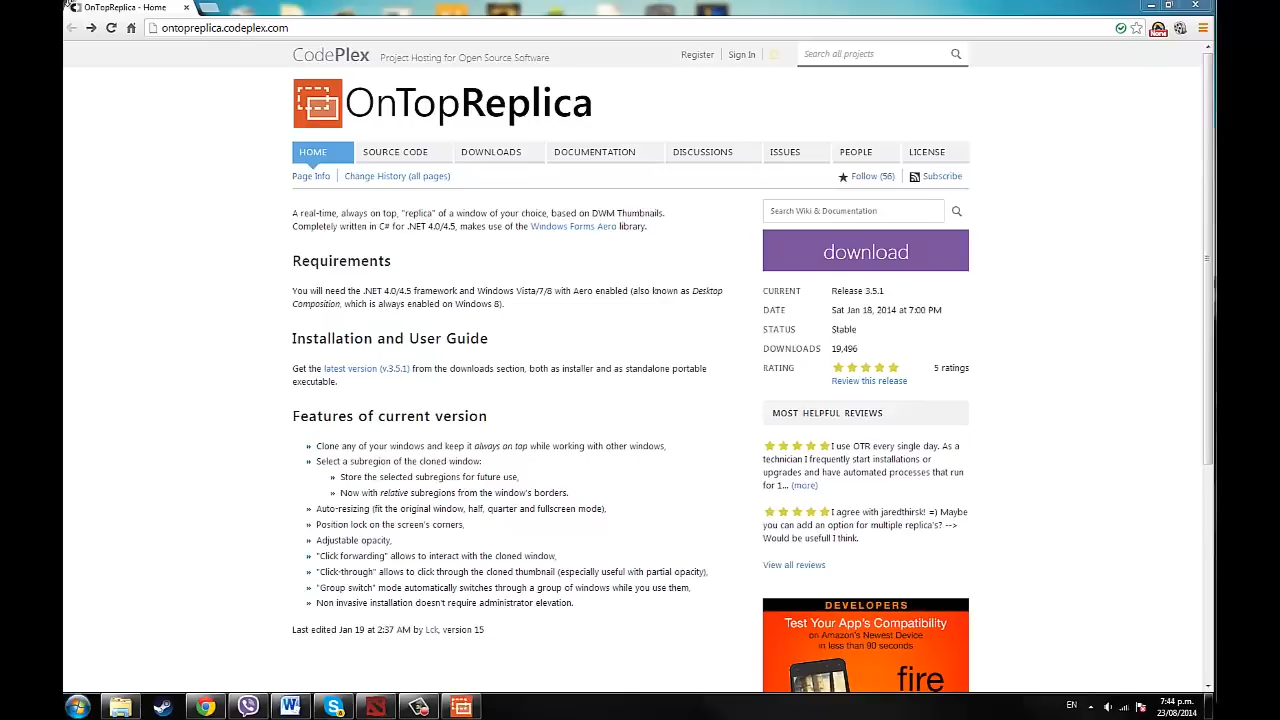 OnTopReplica - Home
ontopreplica.codeplex.com
CodePlex Project Hosting for Open Source Software
Register Sign In Search all projects
OnTopReplica
HOME SOURCE CODE DOWNLOADS DOCUMENTATION DISCUSSIONS ISSUES PEOPLE LICENSE
Page Info Change History (all pages)
Follow (56) Subscribe
A real-time, always on top, "replica" of a window of your choice, based on DWM Thumbnails.
Completely written in C# for .NET 4.0/4.5, makes use of the Windows Forms Aero library.
Requirements
You will need the .NET 4.0/4.5 framework and Windows Vista/7/8 with Aero enabled (also known as Desktop
Composition, which is always enabled on Windows 8).
Installation and User Guide
Get the latest version (v.3.5.1) from the downloads section, both as installer and as standalone portable
executable.
Features of current version
» Clone any of your windows and keep it always on top while working with other windows,
» Select a subregion of the cloned window:
» Store the selected subregions for future use,
» Now with relative subregions from the window's borders.
» Auto-resizing (fit the original window, half, quarter and fullscreen mode),
» Position lock on the screen's corners,
» Adjustable opacity,
» "Click forwarding" allows to interact with the cloned window,
» "Click-through" allows to click through the cloned thumbnail (especially useful with partial opacity),
» "Group switch" mode automatically switches through a group of windows while you use them,
» Non invasive installation doesn't require administrator elevation.
Last edited Jan 19 at 2:37 AM by Lck, version 15
Search Wiki & Documentation
download
CURRENT Release 3.5.1
DATE Sat Jan 18, 2014 at 7:00 PM
STATUS Stable
DOWNLOADS 19,496
RATING 5 ratings
Review this release
MOST HELPFUL REVIEWS
I use OTR every single day. As a
technician I frequently start installations or
upgrades and have automated processes that run
for 1... (more)
I agree with jaredthirsk! =) Maybe
you can add an option for multiple replica's? -->
Would be usefull I think.
View all reviews
DEVELOPERS
Test Your App's Compatibility
on Amazon's Newest Device
in less than 90 seconds
fire
EN
7:44 p.m.
23/08/2014